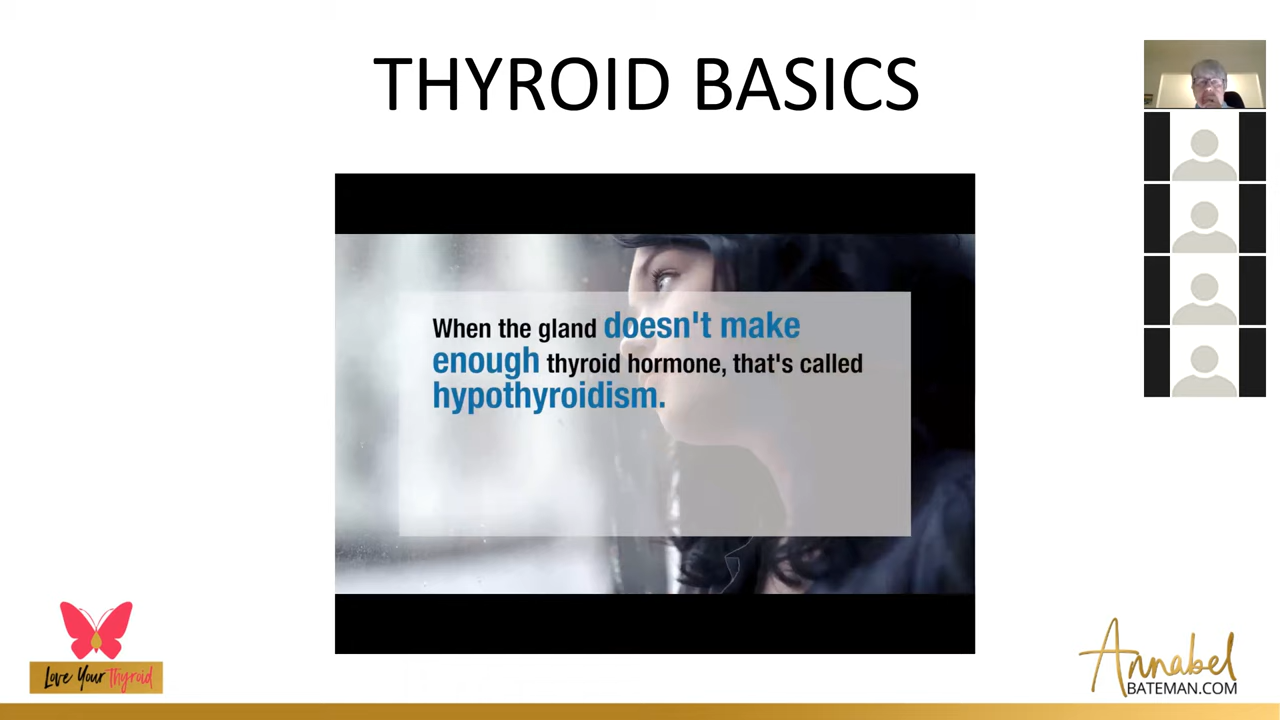 THYROID BASICS
When the gland doesn't make
enough thyroid hormone, that's called
hypothyroidism.
Love Your Thyroid
Annabel
BATEMAN.COM